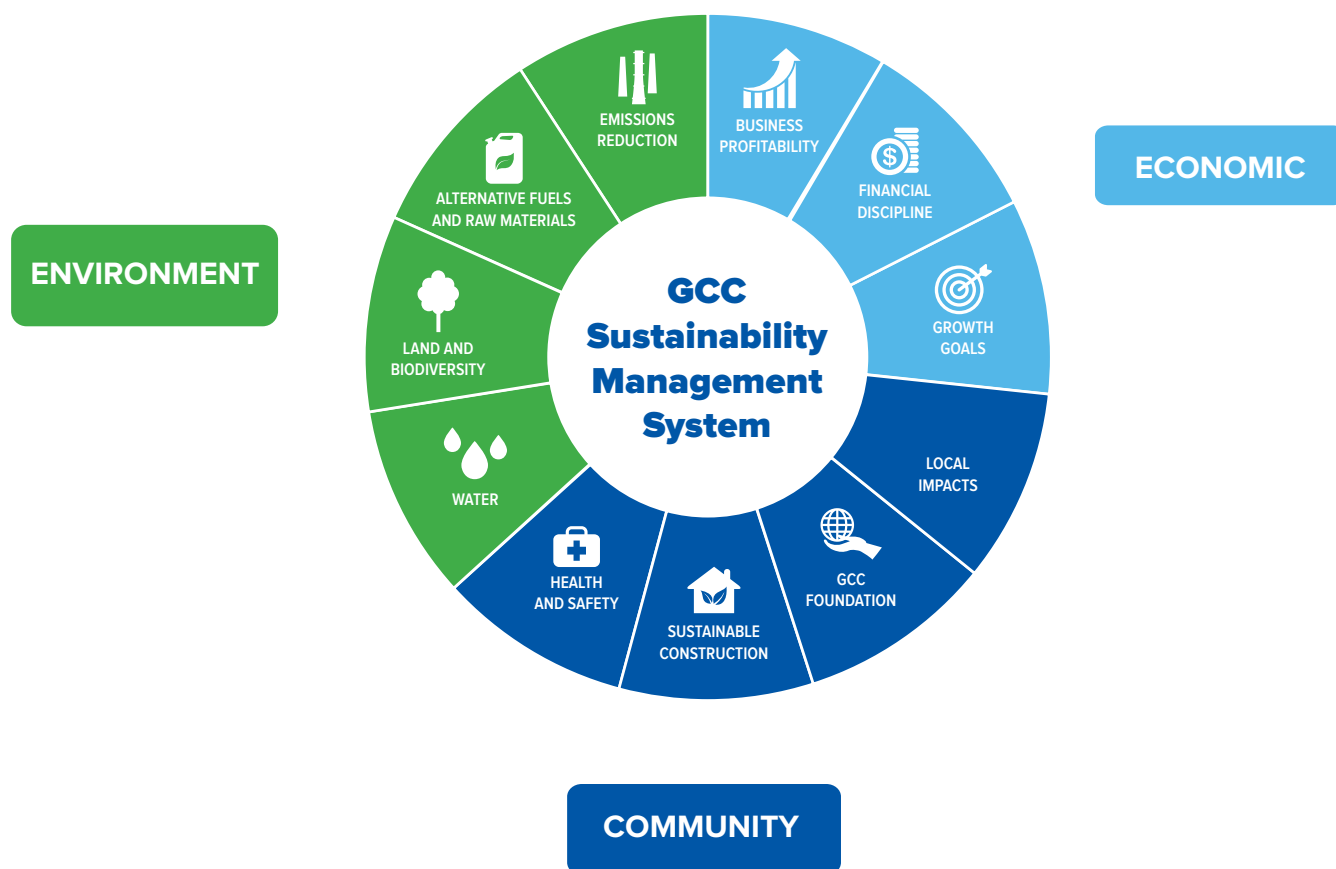 EMISSIONS
REDUCTION
BUSINESS
PROFITABILITY
ECONOMIC
$
FINANCIAL
DISCIPLINE
ALTERNATIVE FUELS
AND RAW MATERIALS
ENVIRONMENT
GCC
Sustainability
Management
System
GROWTH
GOALS
LAND AND
BIODIVERSITY
LOCAL
IMPACTS
WATER
HEALTH
AND SAFETY
GCC
FOUNDATION
SUSTAINABLE
CONSTRUCTION
COMMUNITY